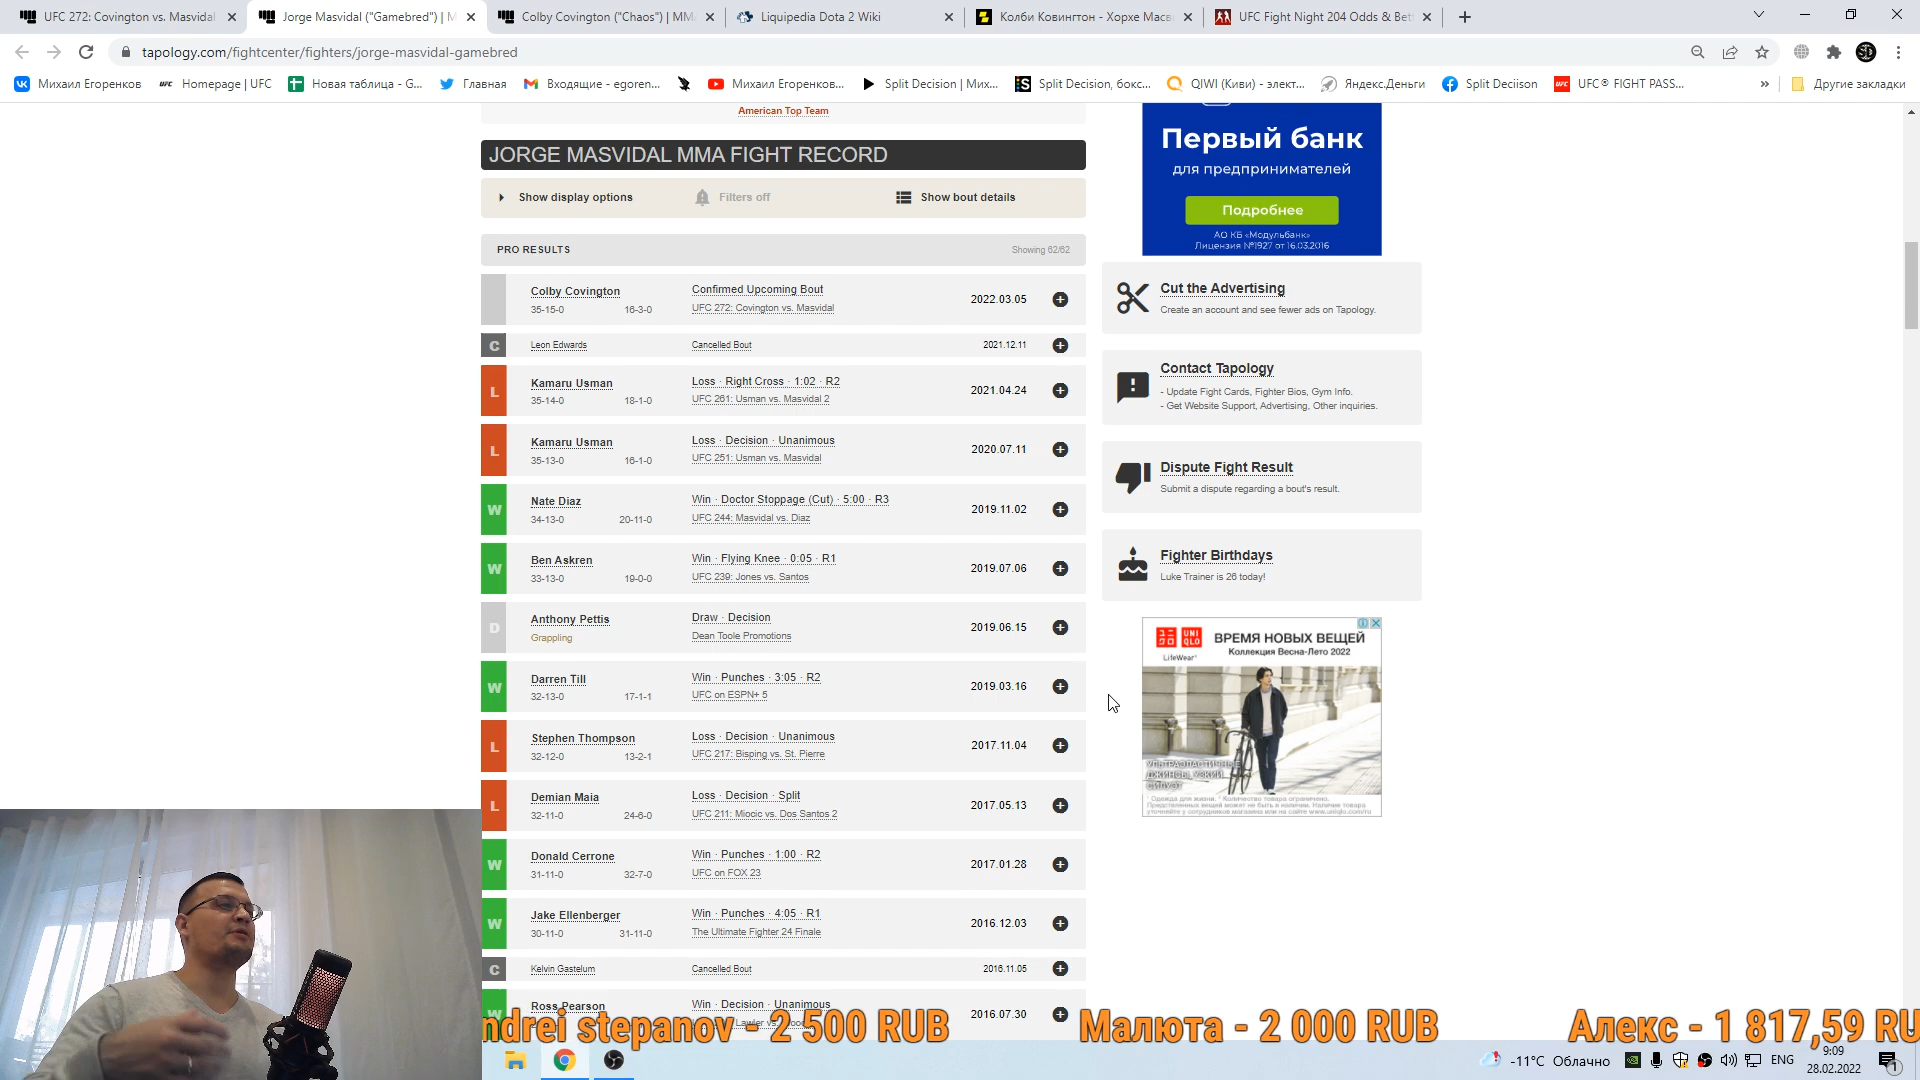 UFC 272: Covington vs. Masvidal
Jorge Masvidal ("Gamebred") | M
Colby Covington ("Chaos") | MM
Liquipedia Dota 2 Wiki
Колби Ковингтон - Хорхе Масв
UFC Fight Night 204 Odds & Bet
tapology.com/fightcenter/fighters/jorge-masvidal-gamebred
Михаил Егоренков
Homepage | UFC
Новая таблица - G...
Главная
Входящие - egoren...
Михаил Егоренков...
Split Decision | Мих...
Split Decision, бокс...
QIWI (Киви) - элект...
Яндекс.Деньги
Split Deciison
UFC® FIGHT PASS...
Другие закладки
American Top Team
JORGE MASVIDAL MMA FIGHT RECORD
Show display options
Filters off
Show bout details
PRO RESULTS
Showing 62/62
Colby Covington
35-15-0 16-3-0
Confirmed Upcoming Bout
UFC 272: Covington vs. Masvidal
2022.03.05
C
Leon Edwards
Cancelled Bout
2021.12.11
L
Kamaru Usman
35-14-0 18-1-0
Loss · Right Cross · 1:02 · R2
UFC 261: Usman vs. Masvidal 2
2021.04.24
L
Kamaru Usman
35-13-0 16-1-0
Loss · Decision · Unanimous
UFC 251: Usman vs. Masvidal
2020.07.11
W
Nate Diaz
34-13-0 20-11-0
Win · Doctor Stoppage (Cut) · 5:00 · R3
UFC 244: Masvidal vs. Diaz
2019.11.02
W
Ben Askren
33-13-0 19-0-0
Win · Flying Knee · 0:05 · R1
UFC 239: Jones vs. Santos
2019.07.06
D
Anthony Pettis
Grappling
Draw · Decision
Dean Toole Promotions
2019.06.15
W
Darren Till
32-13-0 17-1-1
Win · Punches · 3:05 · R2
UFC on ESPN+ 5
2019.03.16
L
Stephen Thompson
32-12-0 13-2-1
Loss · Decision · Unanimous
UFC 217: Bisping vs. St. Pierre
2017.11.04
L
Demian Maia
32-11-0 24-6-0
Loss · Decision · Split
UFC 211: Miocic vs. Dos Santos 2
2017.05.13
W
Donald Cerrone
31-11-0 32-7-0
Win · Punches · 1:00 · R2
UFC on FOX 23
2017.01.28
W
Jake Ellenberger
30-11-0 31-11-0
Win · Punches · 4:05 · R1
The Ultimate Fighter 24 Finale
2016.12.03
C
Kelvin Gastelum
Cancelled Bout
2016.11.05
W
Ross Pearson
Win · Decision · Unanimous
Lawler vs.
2016.07.30
Первый банк
для предпринимателей
Подробнее
АО КБ «Модульбанк»
Лицензия №1927 от 16.03.2016
Cut the Advertising
Create an account and see fewer ads on Tapology.
Contact Tapology
- Update Fight Cards, Fighter Bios, Gym Info.
- Get Website Support, Advertising, Other inquiries.
Dispute Fight Result
Submit a dispute regarding a bout's result.
Fighter Birthdays
Luke Trainer is 26 today!
UNI QLO
LifeWear
ВРЕМЯ НОВЫХ ВЕЩЕЙ
Коллекция Весна-Лето 2022
УЛЬТРАЭЛАСТИЧНЫЕ
ДЖИНСЫ, УЗКИЙ
СИЛУЭТ
ndrei stepanov - 2 500 RUB
Малюта - 2 000 RUB
Алекс - 1 817,59 RU
-11°C Облачно
ENG
9:09
28.02.2022
1